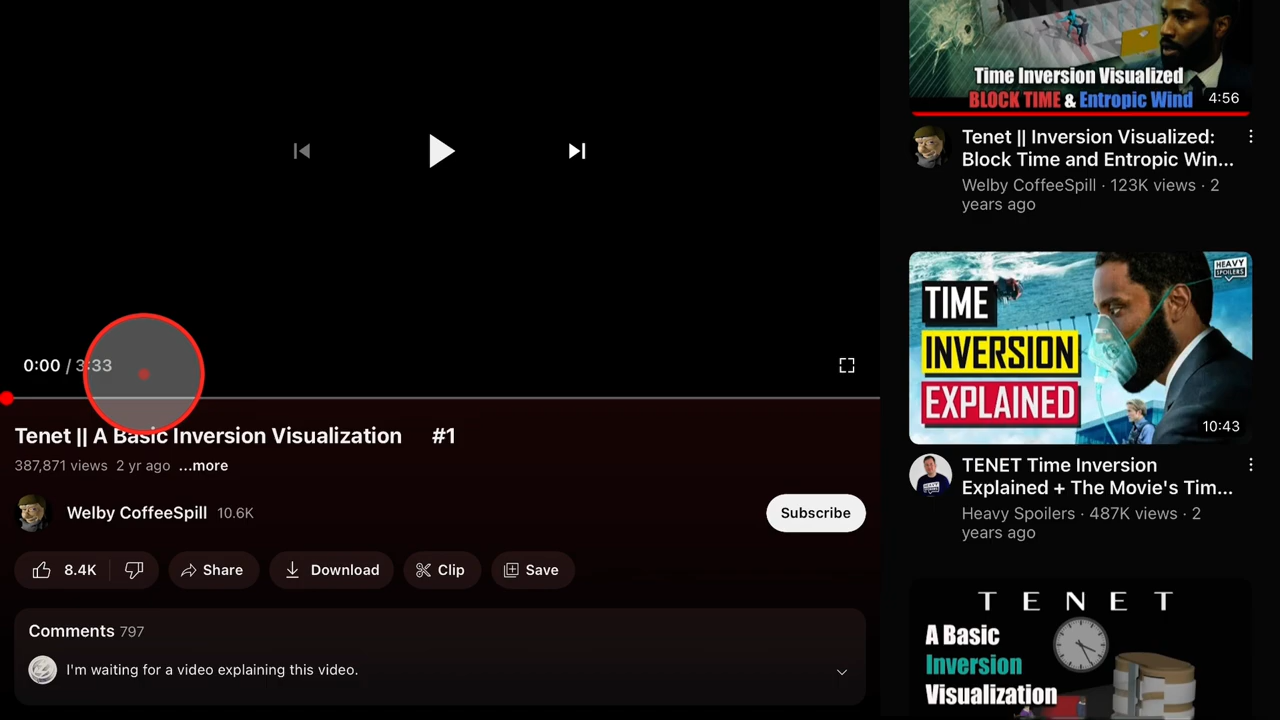 0:00 / 3:33
Tenet || A Basic Inversion Visualization #1
387,871 views 2 yr ago ...more
Welby CoffeeSpill 10.6K
Subscribe
8.4K
Share
Download
Clip
Save
Comments 797
I'm waiting for a video explaining this video.
Time Inversion Visualized
BLOCK TIME & Entropic Wind
4:56
Tenet || Inversion Visualized:
Block Time and Entropic Win...
Welby CoffeeSpill · 123K views · 2
years ago
HEAVY
SPOILERS
TIME
INVERSION
EXPLAINED
10:43
TENET Time Inversion
Explained + The Movie's Tim...
Heavy Spoilers · 487K views · 2
years ago
TENET
A Basic
Inversion
Visualization